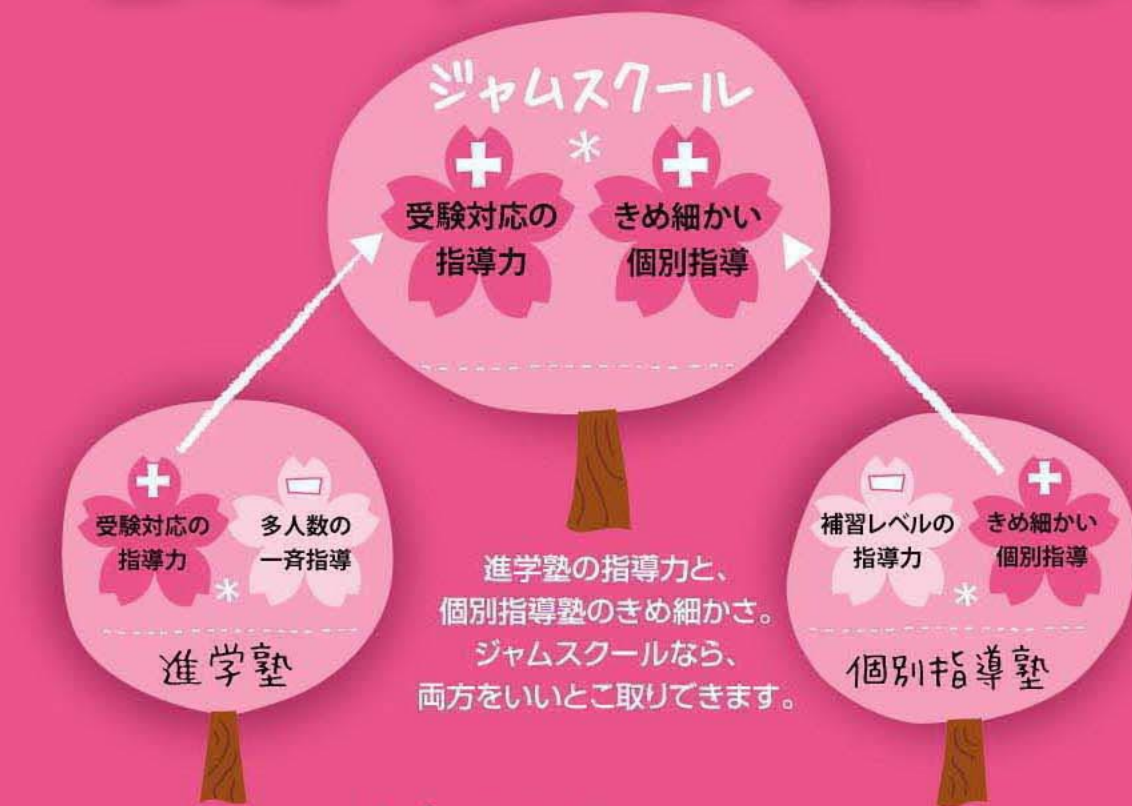 ジャムスクール
受験対応の
指導力
きめ細かい
個別指導
受験対応の
指導力
多人数の
一斉指導
進学塾
進学塾の指導力と、
個別指導塾のきめ細かさ。
ジャムスクールなら、
両方をいいとこ取りできます。
補習レベルの
指導力
きめ細かい
個別指導
個別指導塾